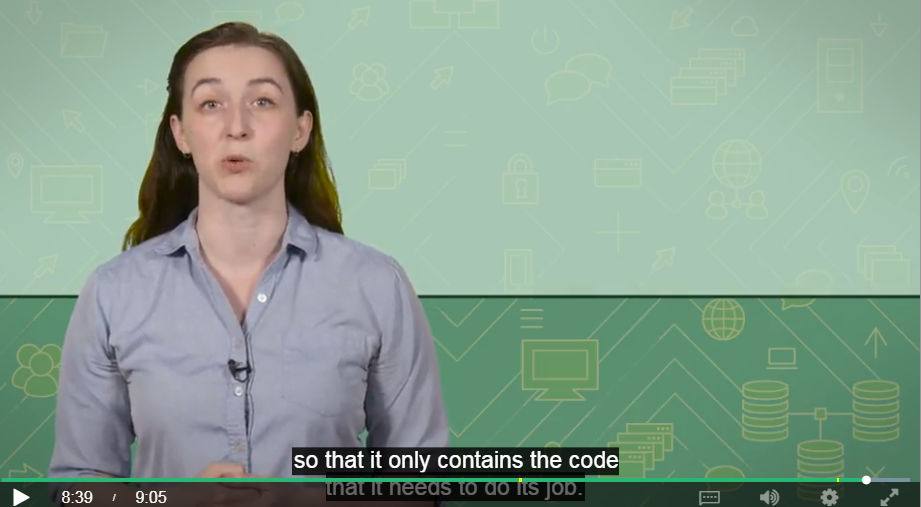 so that it only contains the code
that it needs to do its job.
8:39 / 9:05